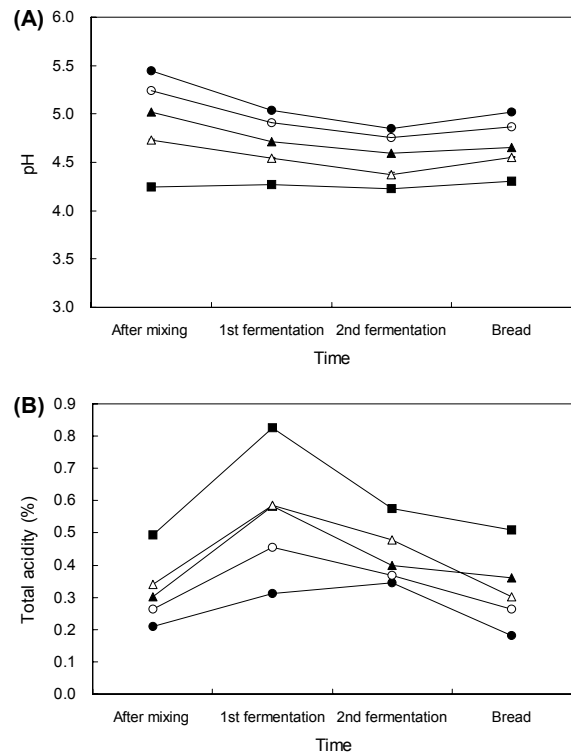 (A)
6.0
5.5
5.0
4.5
4.0
3.5
3.0
pH
After mixing 1st fermentation 2nd fermentation Bread
Time
(B)
0.9
0.8
0.7
0.6
0.5
0.4
0.3
0.2
0.1
0.0
Total acidity (%)
After mixing 1st fermentation 2nd fermentation Bread
Time